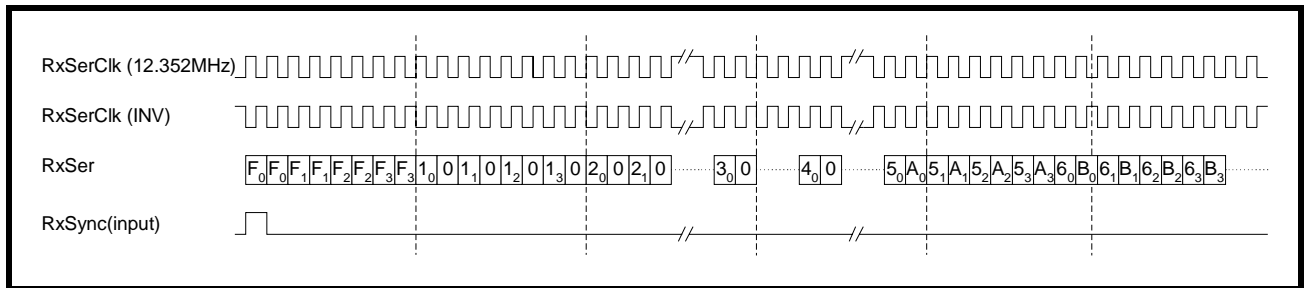 RxSerClk (12.352MHz)
RxSerClk (INV)
RxSer F₀ F₀ F₁ F₁ F₂ F₂ F₃ F₃ 1₀ 0 1₁ 0 1₂ 0 1₃ 0 2₀ 0 2₁ 0 3₀ 0 4₀ 0 5₀ A₀ 5₁ A₁ 5₂ A₂ 5₃ A₃ 6₀ B₀ 6₁ B₁ 6₂ B₂ 6₃ B₃
RxSync(input)